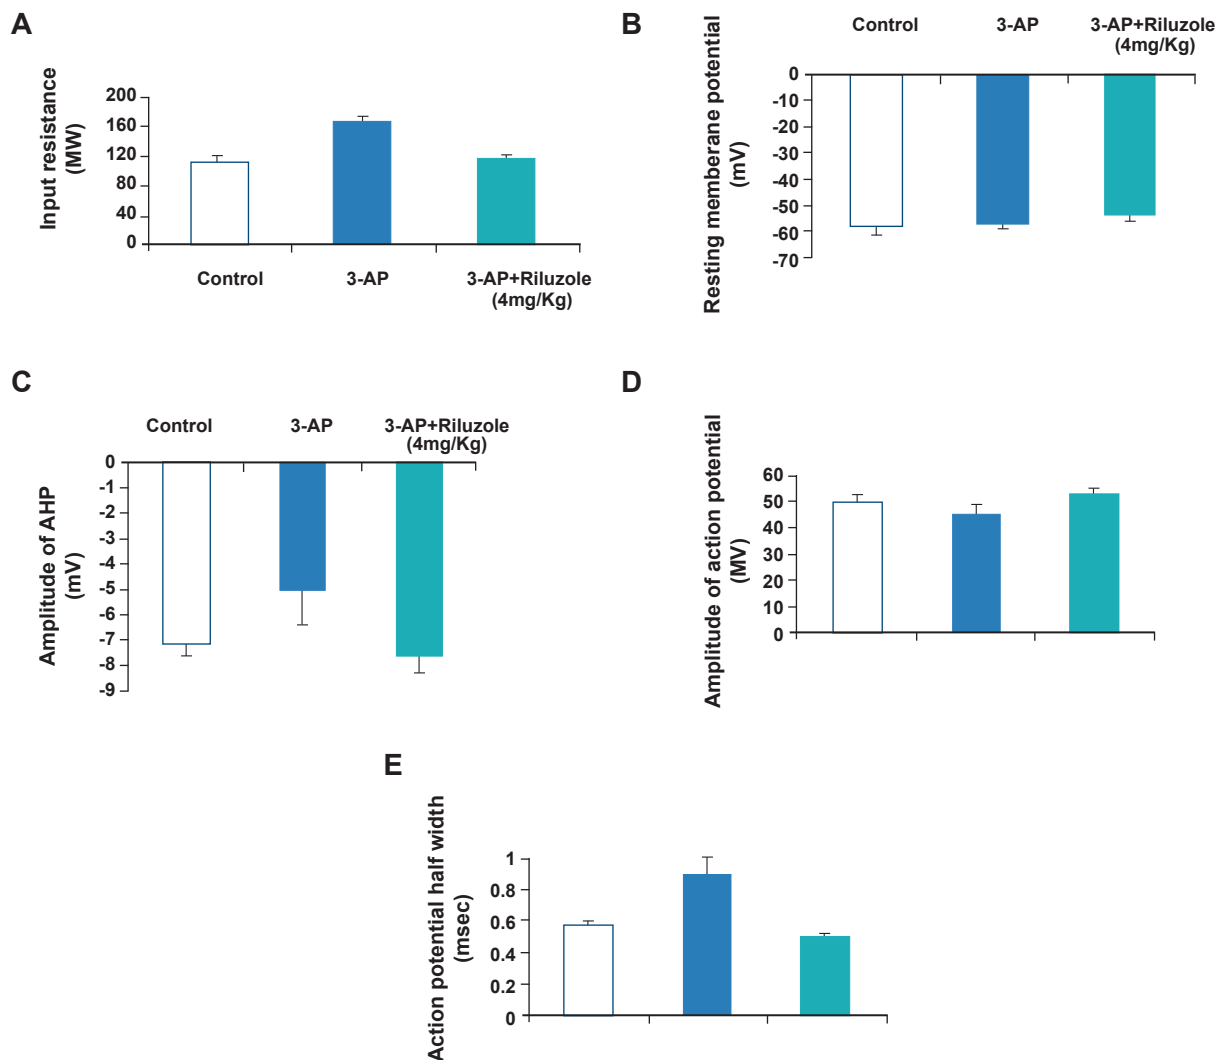 A
Input resistance
(MW)
200
160
120
80
40
0
Control 3-AP 3-AP+Riluzole
(4mg/Kg)
B
Control 3-AP 3-AP+Riluzole
(4mg/Kg)
Resting memberane potential
(mV)
0
-10
-20
-30
-40
-50
-60
-70
C
Control 3-AP 3-AP+Riluzole
(4mg/Kg)
Amplitude of AHP
(mV)
0
-1
-2
-3
-4
-5
-6
-7
-8
-9
D
Amplitude of action potential
(MV)
60
50
40
30
20
10
0
E
Action potential half width
(msec)
1
0.8
0.6
0.4
0.2
0